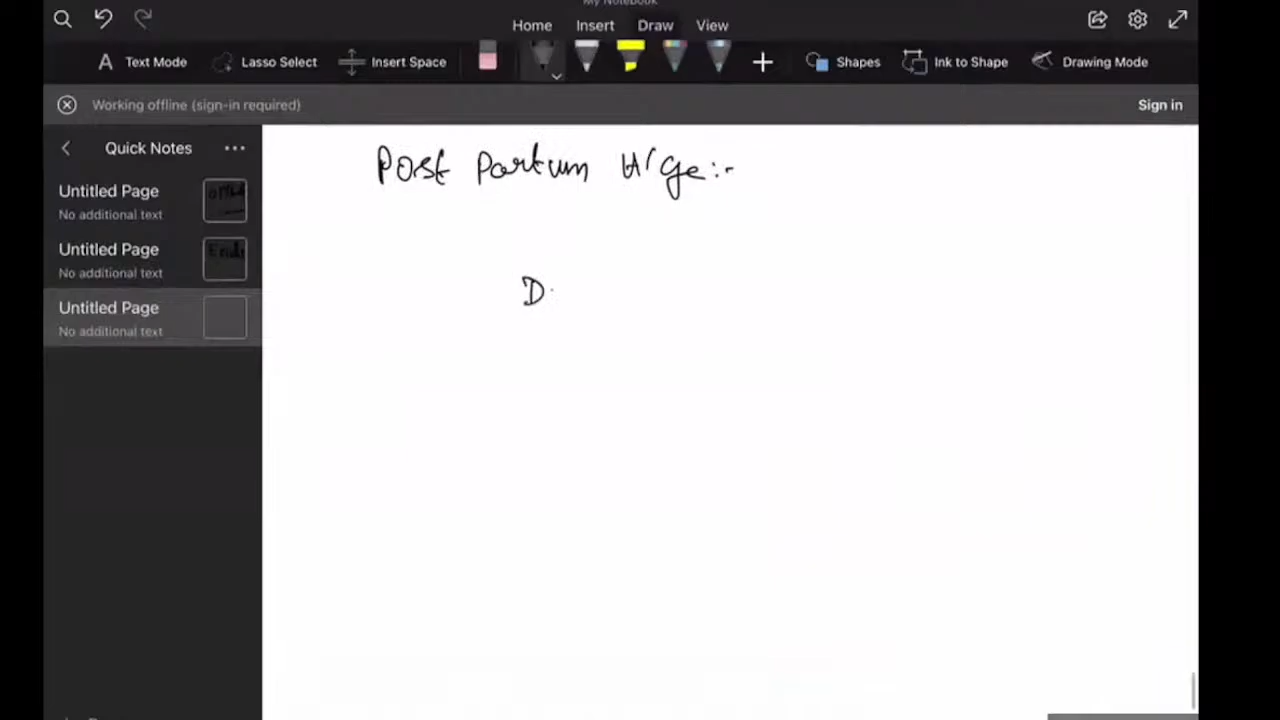 My Notebook
Home Insert Draw View
A Text Mode Lasso Select Insert Space Shapes Ink to Shape Drawing Mode
Working offline (sign-in required) Sign in
Quick Notes
Untitled Page
No additional text
Untitled Page
No additional text
Untitled Page
No additional text
Post Partum H'ge:-
D.